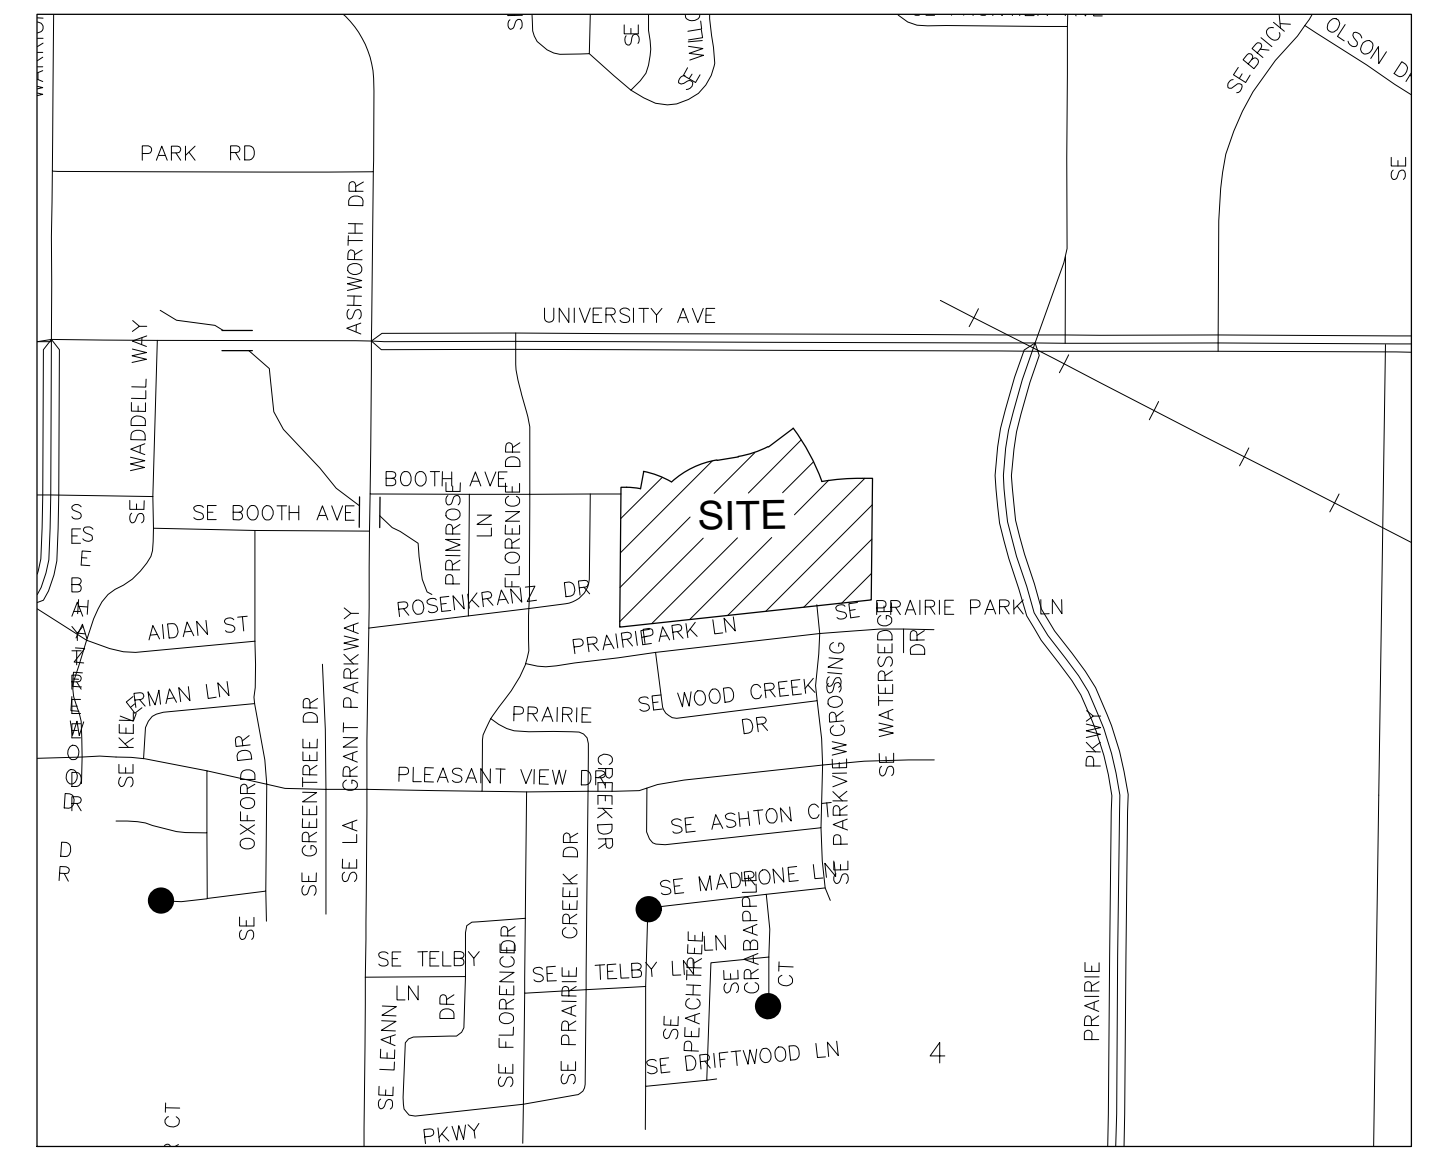 SE
SE
SE WILLO
SE BRICK
OLSON DR
SE
PARK RD
ASHWORTH DR
UNIVERSITY AVE
SE WADDELL WAY
BOOTH AVE
SE BOOTH AVE
PRIMROSE
LN
FLORENCE DR
SITE
ROSENKRANZ DR
AIDAN ST
PRAIRIE PARK LN
SE PRAIRIE PARK LN
SE WATERSEDGE
DR
SE KELLERMAN LN
SE WOOD CREEK
DR
PRAIRIE
CREEK DR
PLEASANT VIEW DR
SE OXFORD DR
SE GREENTREE DR
SE LA GRANT PARKWAY
SE PARKVIEW CROSSING
SE ASHTON CT
SE MADRONE LN
SE CRABAPPLE
CT
LN
SE PEACHTREE
SE TELBY
LN
SE TELBY LN
SE FLORENCE DR
SE PRAIRIE CREEK DR
SE LEANN
DR
SE DRIFTWOOD LN
PKWY
PRAIRIE
PKWY
4
CT